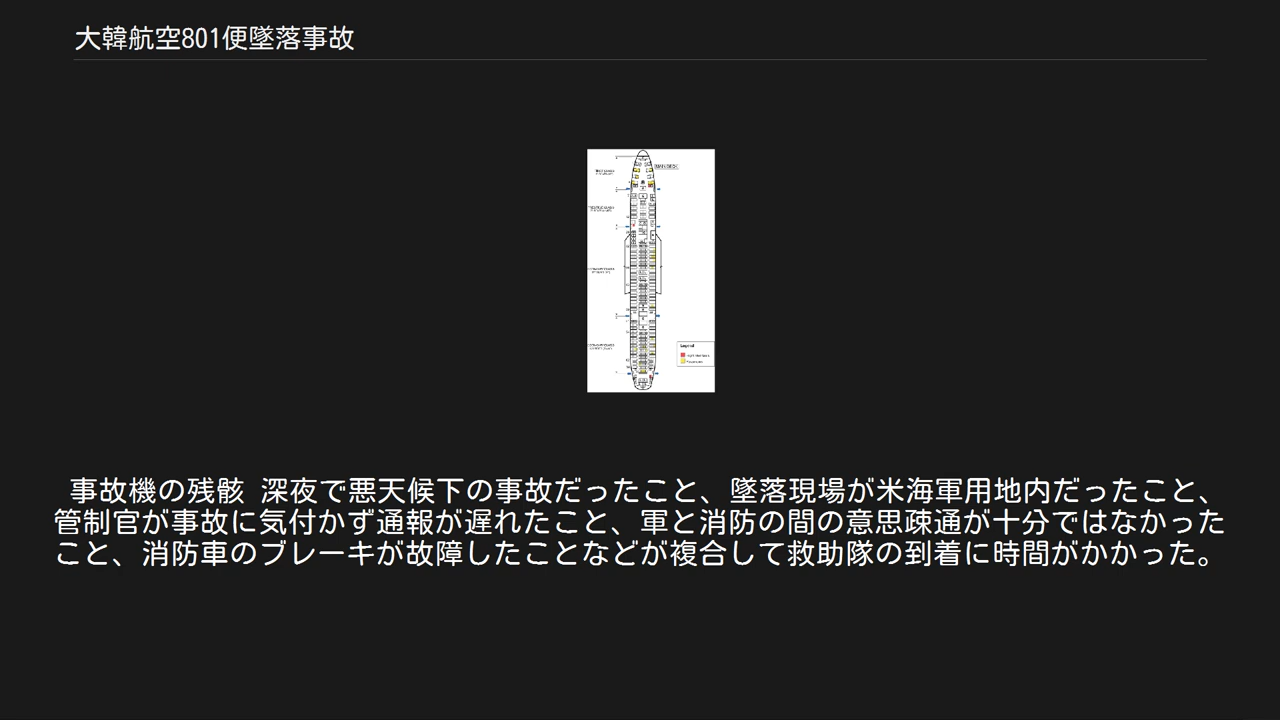 大韓航空801便墜落事故
MAIN DECK
Legend
事故機の残骸 深夜で悪天候下の事故だったこと、墜落現場が米海軍用地内だったこと、
管制官が事故に気付かず通報が遅れたこと、軍と消防の間の意思疎通が十分ではなかった
こと、消防車のブレーキが故障したことなどが複合して救助隊の到着に時間がかかった。